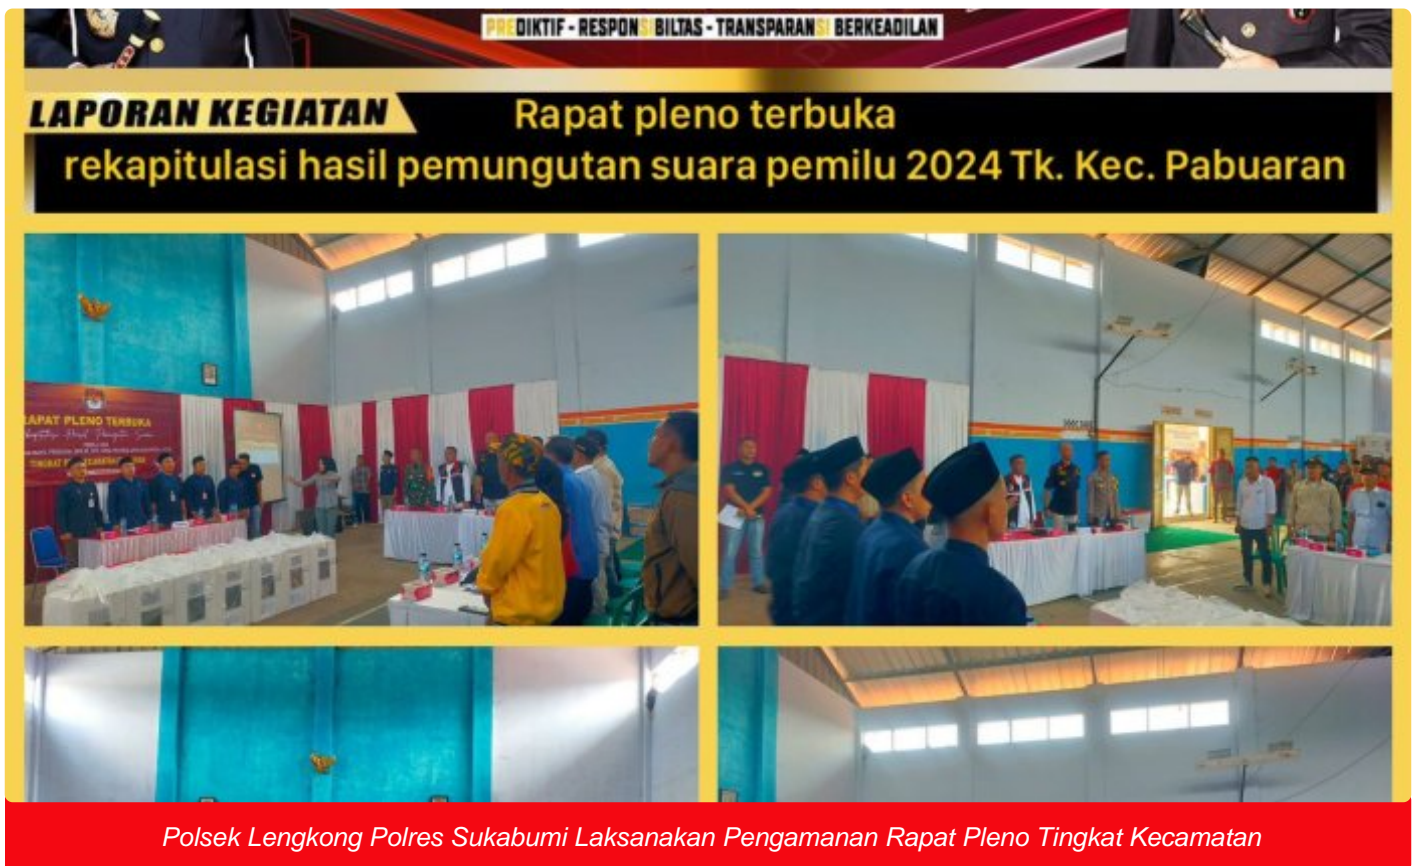 PREDIKTIF - RESPONSIBILTAS - TRANSPARANSI BERKEADILAN
LAPORAN KEGIATAN
Rapat pleno terbuka
rekapitulasi hasil pemungutan suara pemilu 2024 Tk. Kec. Pabuaran
RAPAT PLENO TERBUKA
Polsek Lengkong Polres Sukabumi Laksanakan Pengamanan Rapat Pleno Tingkat Kecamatan